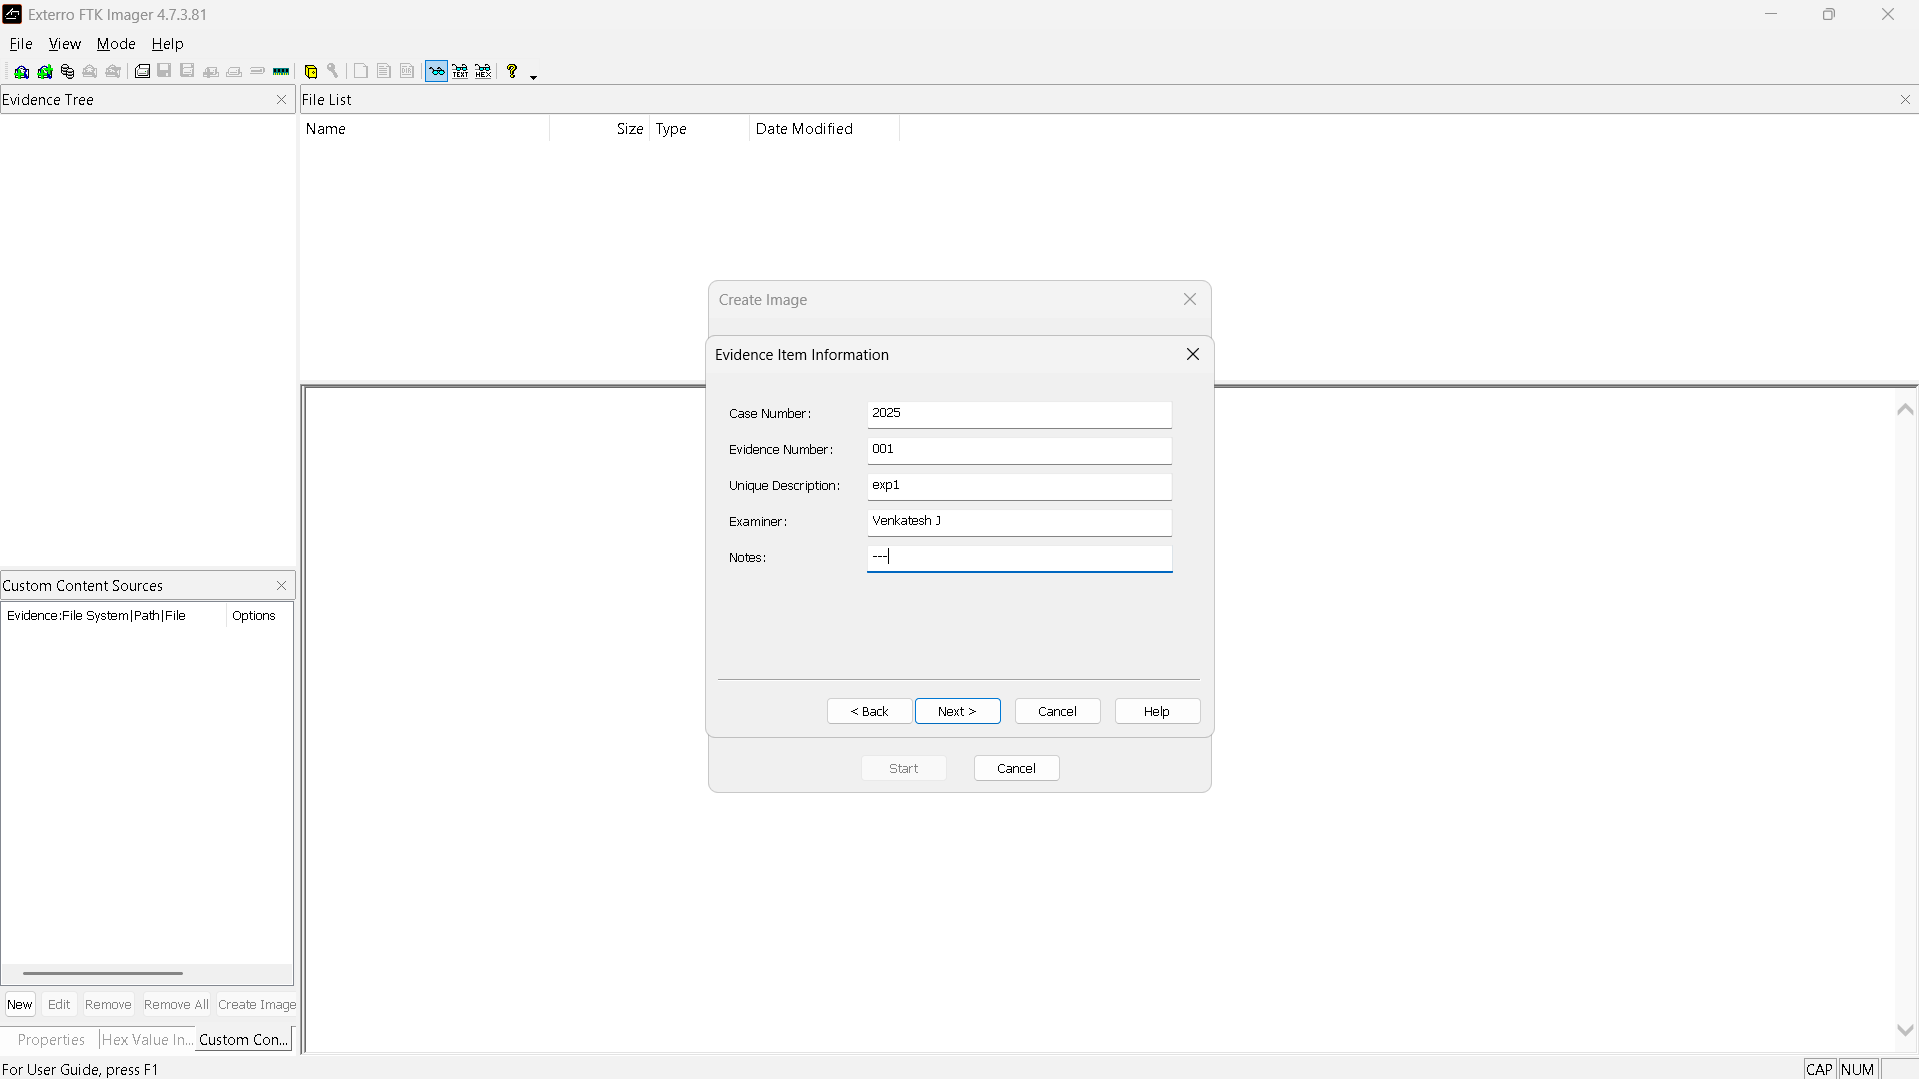 Exterro FTK Imager 4.7.3.81
File View Mode Help
TEXT HEX
Evidence Tree
File List
Name Size Type Date Modified
Create Image
Evidence Item Information
Case Number: 2025
Evidence Number: 001
Unique Description: exp1
Examiner: Venkatesh J
Notes: ---
< Back Next > Cancel Help
Start Cancel
Custom Content Sources
Evidence:File System|Path|File Options
New Edit Remove Remove All Create Image
Properties Hex Value In... Custom Con...
For User Guide, press F1
CAP NUM